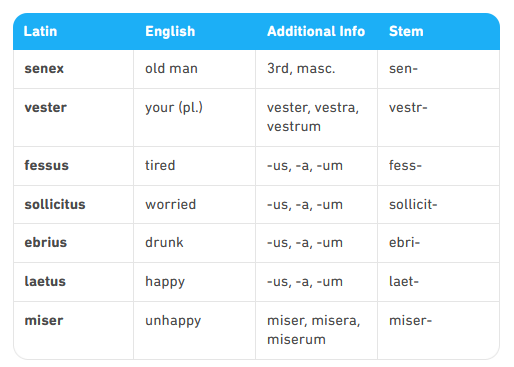 Latin English Additional Info Stem
senex old man 3rd, masc. sen-
vester your (pl.) vester, vestra, vestr-
vestrum
fessus tired -us, -a, -um fess-
sollicitus worried -us, -a, -um sollicit-
ebrius drunk -us, -a, -um ebri-
laetus happy -us, -a, -um laet-
miser unhappy miser, misera, miser-
miserum